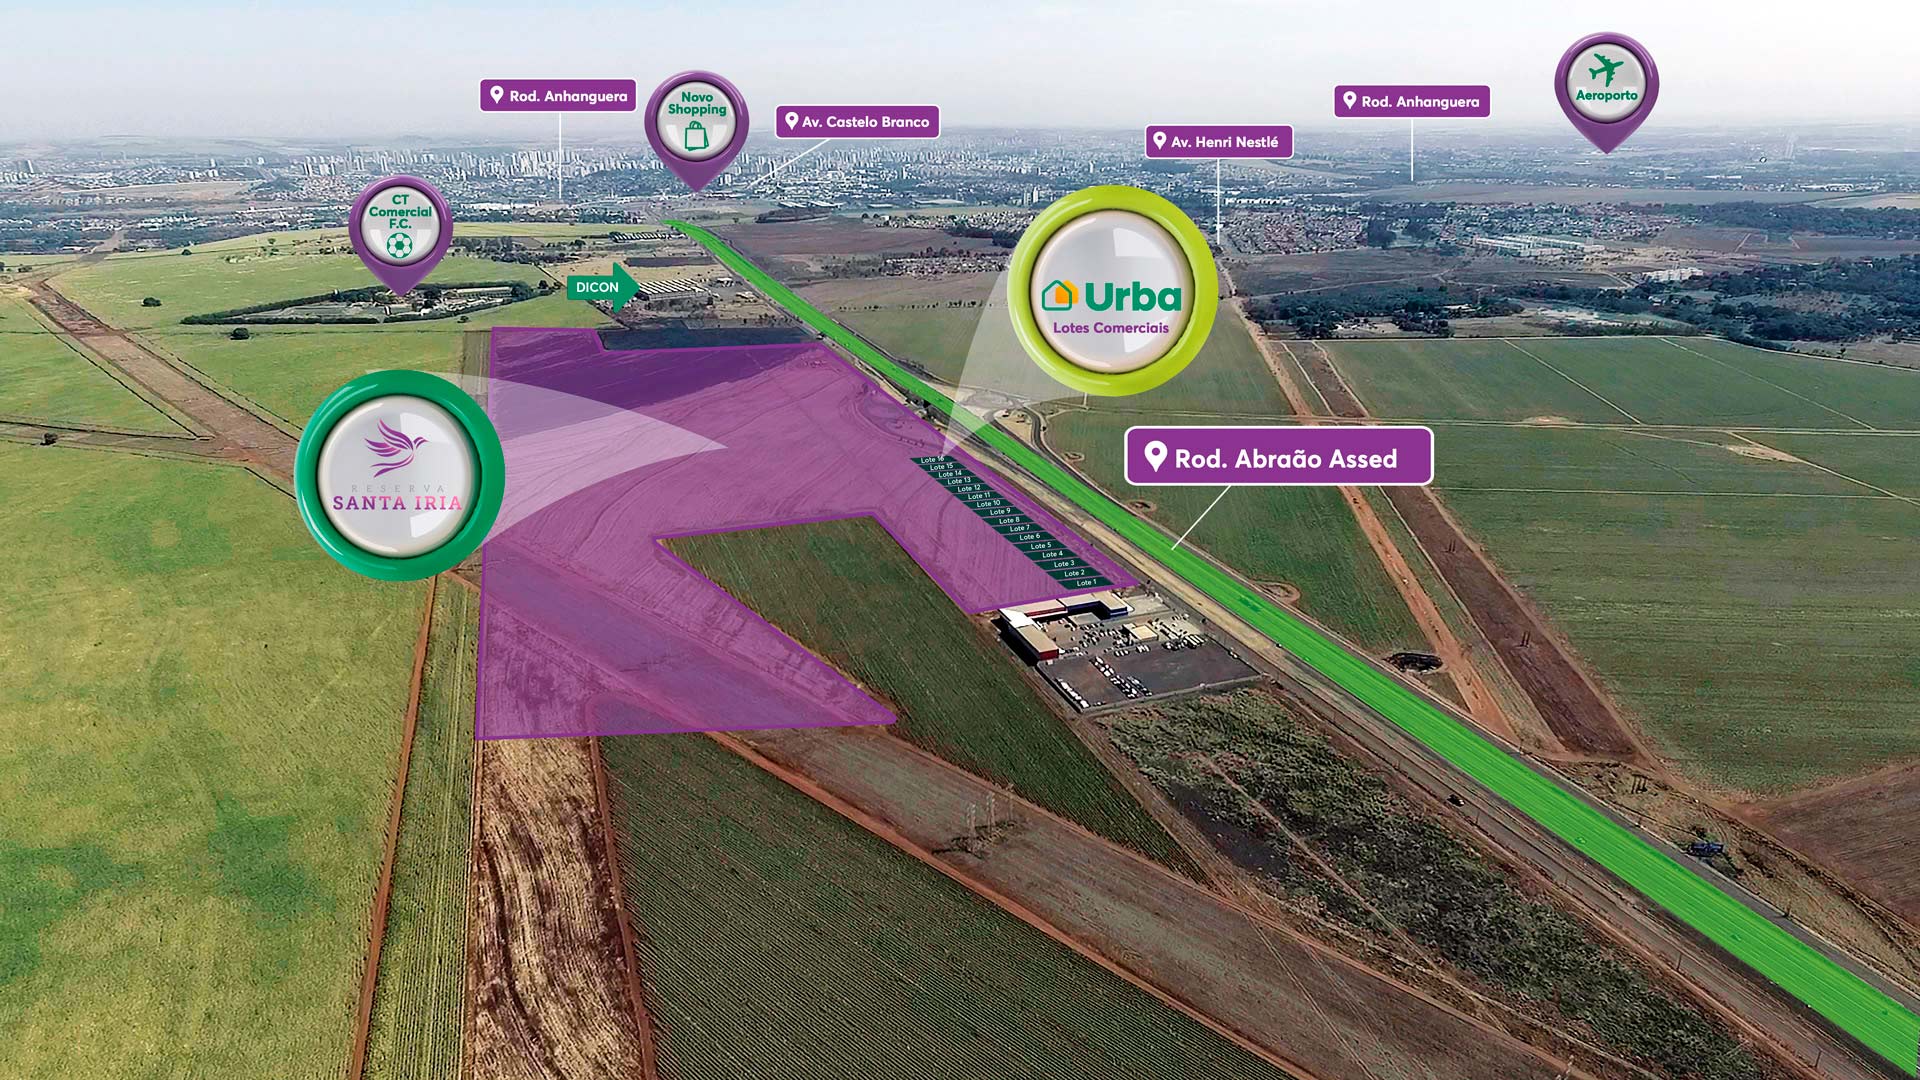 Rod. Anhanguera
Novo
Shopping
Av. Castelo Branco
Av. Henri Nestlé
Rod. Anhanguera
Aeroporto
CT
Comercial
F.C.
DICON
Urba
Lotes Comerciais
RESERVA
SANTA IRIA
Rod. Abraão Assed
Lote 16
Lote 15
Lote 14
Lote 13
Lote 12
Lote 11
Lote 10
Lote 9
Lote 8
Lote 7
Lote 6
Lote 5
Lote 4
Lote 3
Lote 2
Lote 1